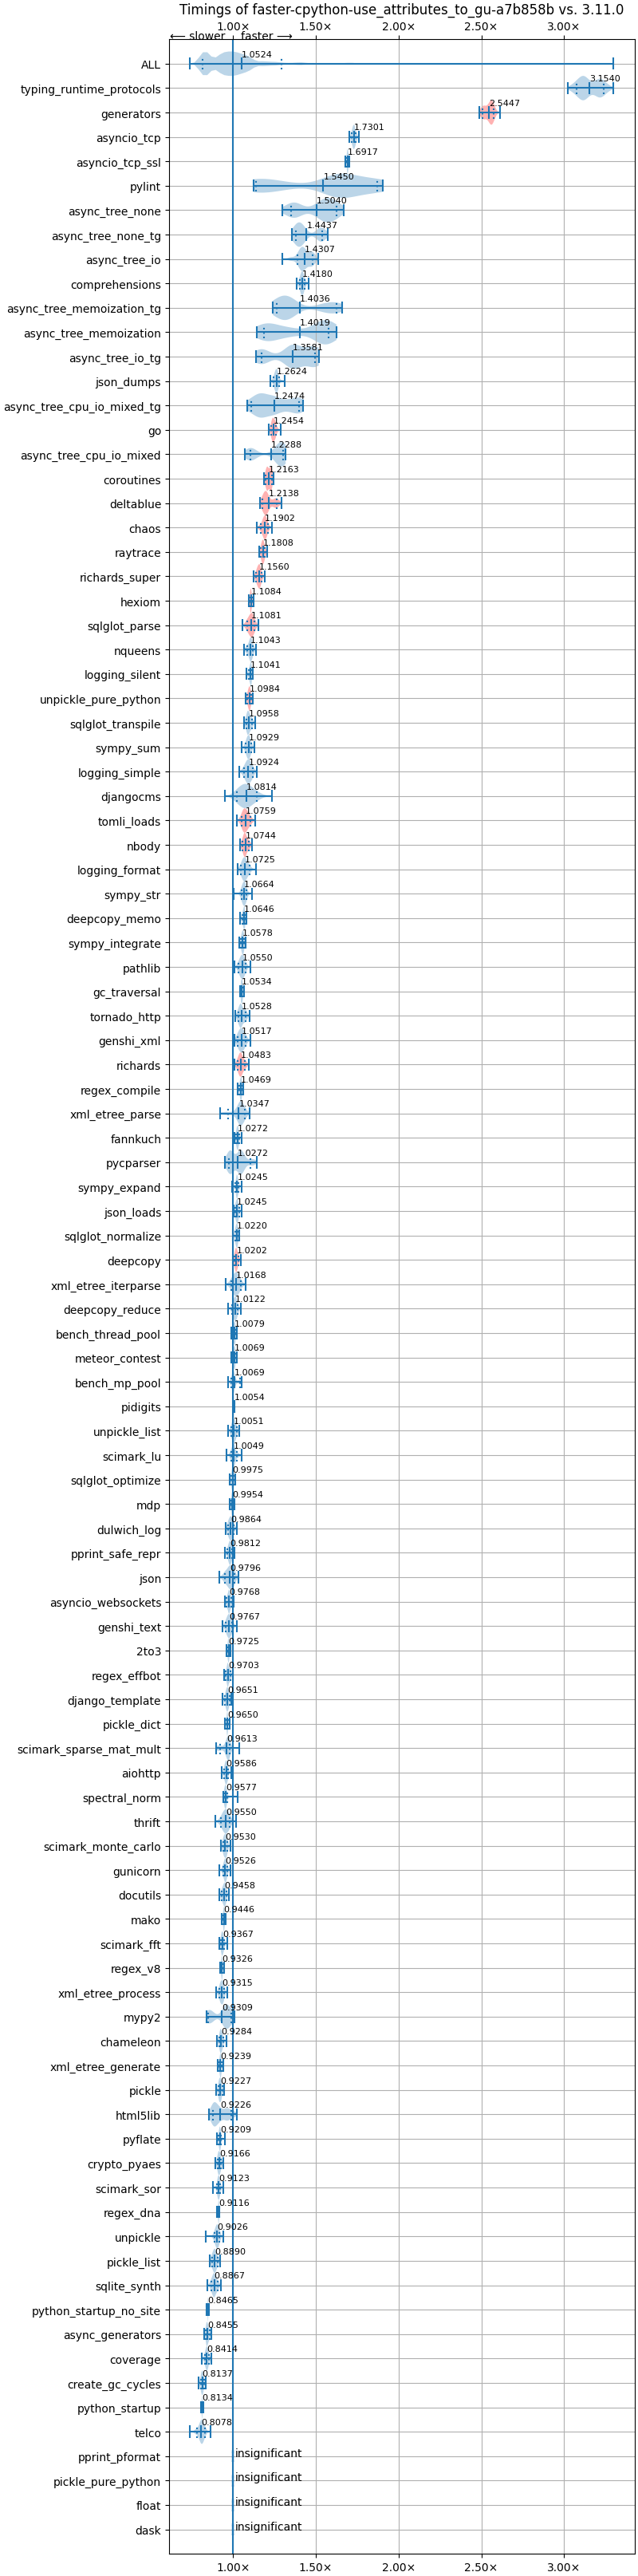 Timings of faster-cpython-use_attributes_to_gu-a7b858b vs. 3.11.0
1.00× 1.50× 2.00× 2.50× 3.00×
⟵ slower faster ⟶
ALL 1.0524
typing_runtime_protocols 3.1540
generators 2.5447
asyncio_tcp 1.7301
asyncio_tcp_ssl 1.6917
pylint 1.5450
async_tree_none 1.5040
async_tree_none_tg 1.4437
async_tree_io 1.4307
comprehensions 1.4180
async_tree_memoization_tg 1.4036
async_tree_memoization 1.4019
async_tree_io_tg 1.3581
json_dumps 1.2624
async_tree_cpu_io_mixed_tg 1.2474
go 1.2454
async_tree_cpu_io_mixed 1.2288
coroutines 1.2163
deltablue 1.2138
chaos 1.1902
raytrace 1.1808
richards_super 1.1560
hexiom 1.1084
sqlglot_parse 1.1081
nqueens 1.1043
logging_silent 1.1041
unpickle_pure_python 1.0984
sqlglot_transpile 1.0958
sympy_sum 1.0929
logging_simple 1.0924
djangocms 1.0814
tomli_loads 1.0759
nbody 1.0744
logging_format 1.0725
sympy_str 1.0664
deepcopy_memo 1.0646
sympy_integrate 1.0578
pathlib 1.0550
gc_traversal 1.0534
tornado_http 1.0528
genshi_xml 1.0517
richards 1.0483
regex_compile 1.0469
xml_etree_parse 1.0347
fannkuch 1.0272
pycparser 1.0272
sympy_expand 1.0245
json_loads 1.0245
sqlglot_normalize 1.0220
deepcopy 1.0202
xml_etree_iterparse 1.0168
deepcopy_reduce 1.0122
bench_thread_pool 1.0079
meteor_contest 1.0069
bench_mp_pool 1.0069
pidigits 1.0054
unpickle_list 1.0051
scimark_lu 1.0049
sqlglot_optimize 0.9975
mdp 0.9954
dulwich_log 0.9864
pprint_safe_repr 0.9812
json 0.9796
asyncio_websockets 0.9768
genshi_text 0.9767
2to3 0.9725
regex_effbot 0.9703
django_template 0.9651
pickle_dict 0.9650
scimark_sparse_mat_mult 0.9613
aiohttp 0.9586
spectral_norm 0.9577
thrift 0.9550
scimark_monte_carlo 0.9530
gunicorn 0.9526
docutils 0.9458
mako 0.9446
scimark_fft 0.9367
regex_v8 0.9326
xml_etree_process 0.9315
mypy2 0.9309
chameleon 0.9284
xml_etree_generate 0.9239
pickle 0.9227
html5lib 0.9226
pyflate 0.9209
crypto_pyaes 0.9166
scimark_sor 0.9123
regex_dna 0.9116
unpickle 0.9026
pickle_list 0.8890
sqlite_synth 0.8867
python_startup_no_site 0.8465
async_generators 0.8455
coverage 0.8414
create_gc_cycles 0.8137
python_startup 0.8134
telco 0.8078
pprint_pformat insignificant
pickle_pure_python insignificant
float insignificant
dask insignificant
1.00× 1.50× 2.00× 2.50× 3.00×